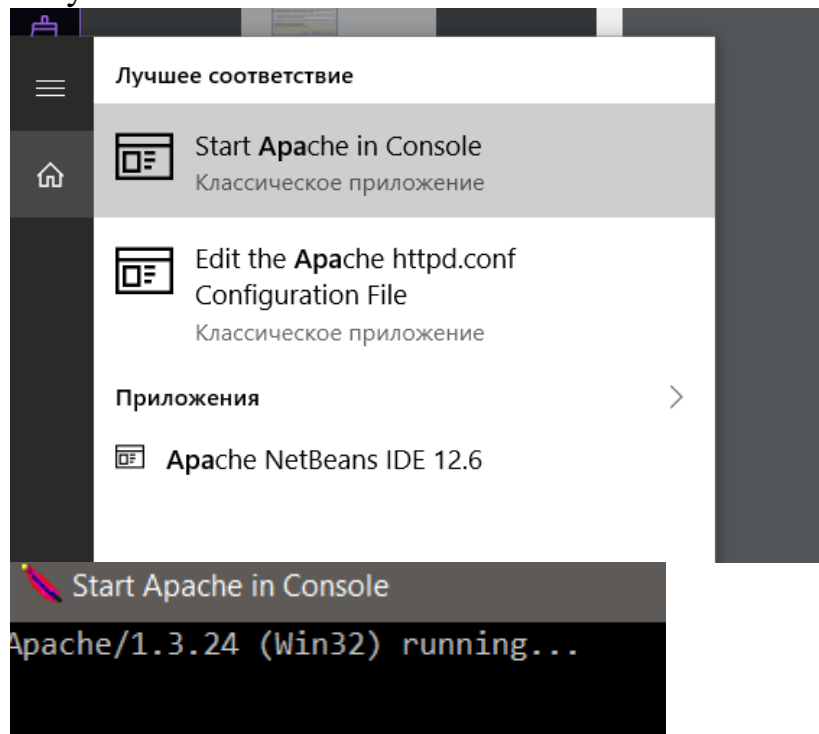 Лучшее соответствие
Start Apache in Console
Классическое приложение
Edit the Apache httpd.conf
Configuration File
Классическое приложение
Приложения
Apache NetBeans IDE 12.6
Start Apache in Console
Apache/1.3.24 (Win32) running...